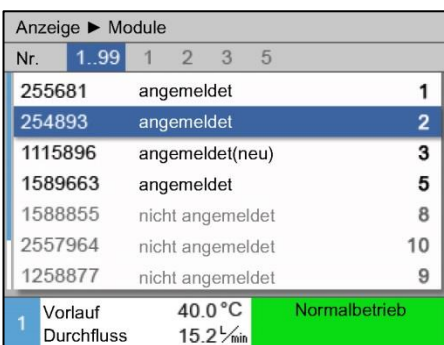 Anzeige ► Module
Nr. 1..99 1 2 3 5
255681 angemeldet 1
254893 angemeldet 2
1115896 angemeldet(neu) 3
1589663 angemeldet 5
1588855 nicht angemeldet 8
2557964 nicht angemeldet 10
1258877 nicht angemeldet 9
1 Vorlauf 40.0 °C Normalbetrieb
Durchfluss 15.2 L/min